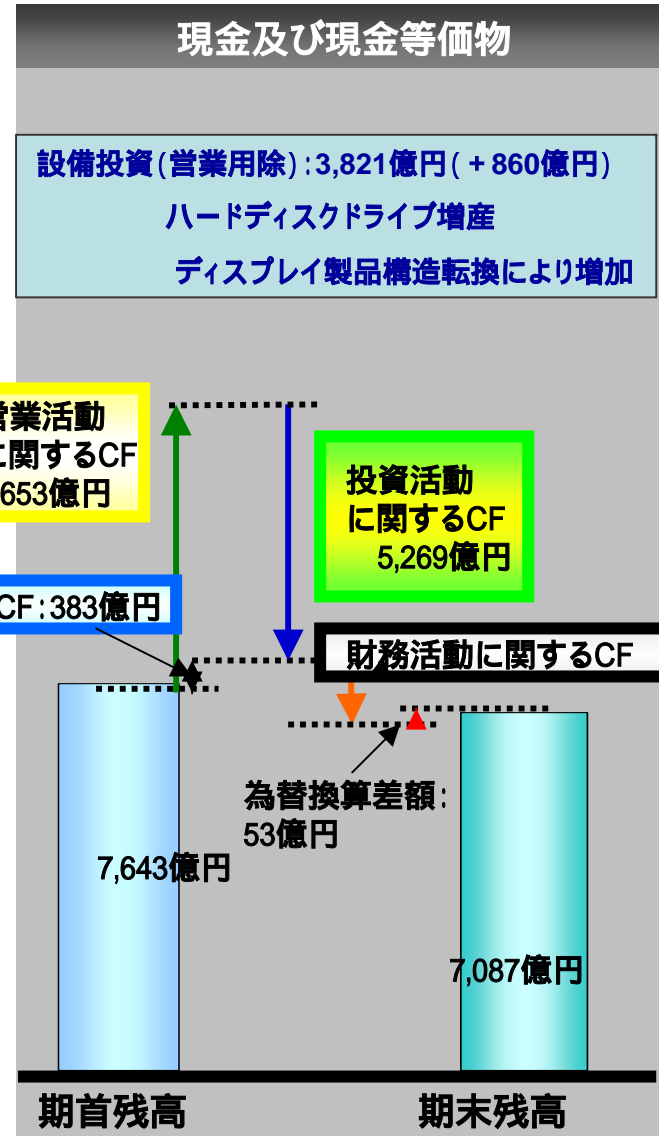 現金及び現金等価物
設備投資(営業用除):3,821億円(+860億円)
ハードディスクドライブ増産
ディスプレイ製品構造転換により増加
営業活動
に関するCF
653億円
投資活動
に関するCF
5,269億円
CF:383億円
財務活動に関するCF
為替換算差額:
53億円
7,643億円
7,087億円
期首残高
期末残高